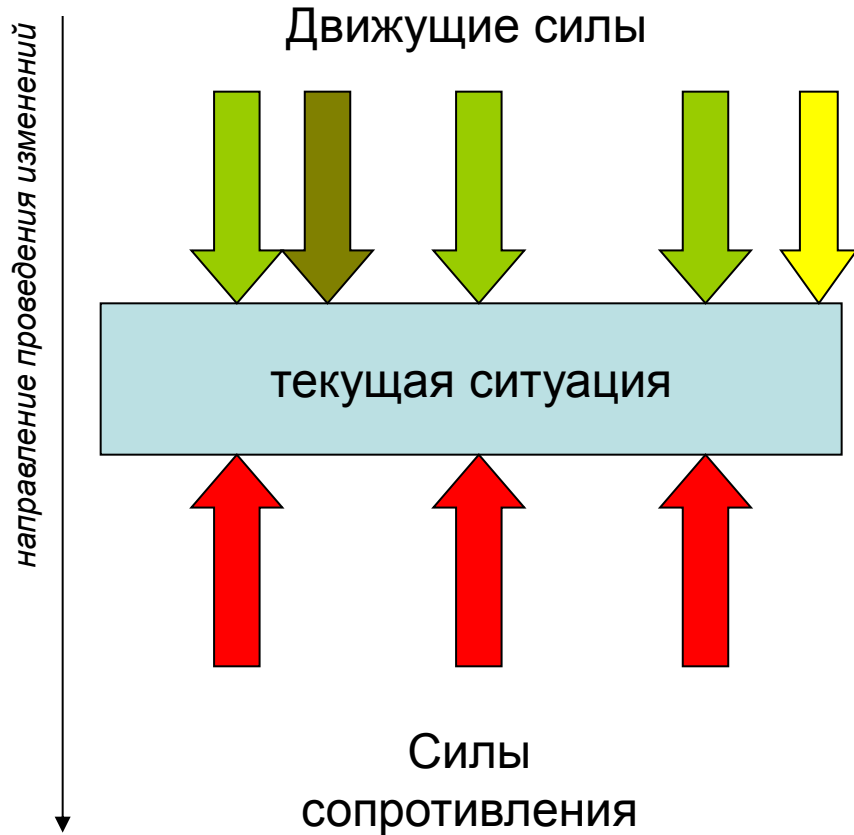 Движущие силы
направление проведения изменений
текущая ситуация
Силы
сопротивления